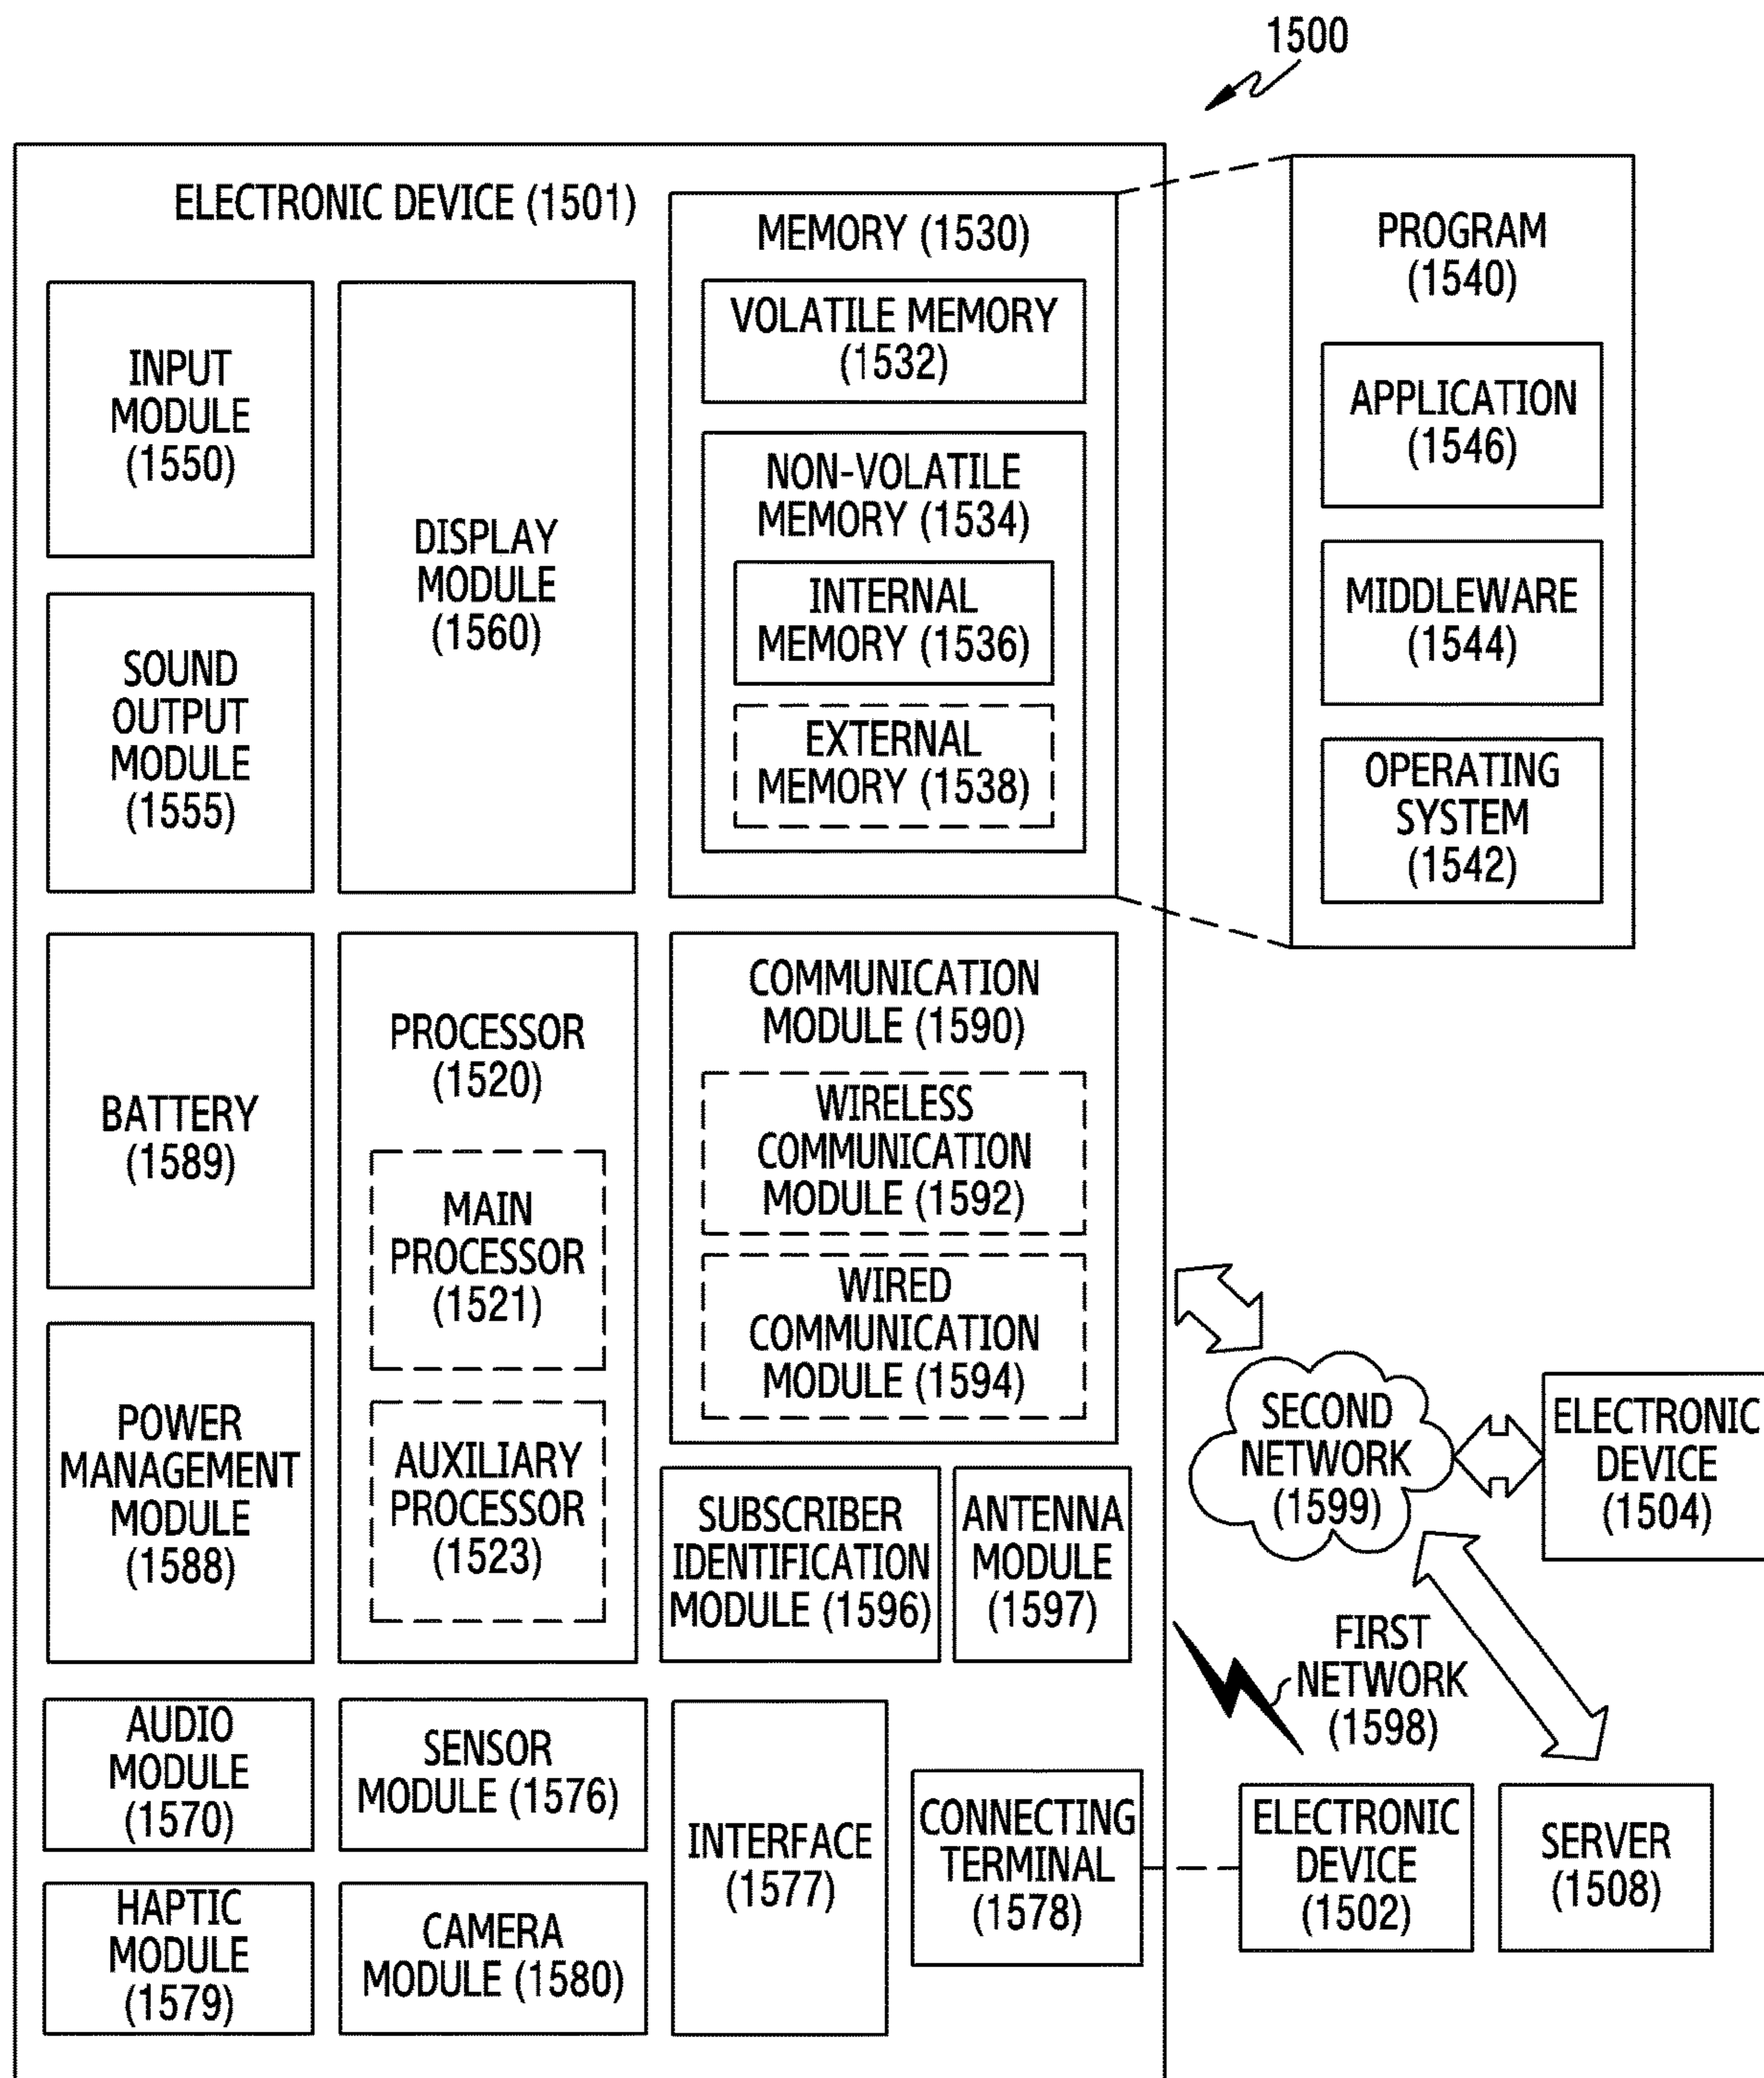 1500
ELECTRONIC DEVICE (1501)
INPUT
MODULE
(1550)
SOUND
OUTPUT
MODULE
(1555)
DISPLAY
MODULE
(1560)
MEMORY (1530)
VOLATILE MEMORY
(1532)
NON-VOLATILE
MEMORY (1534)
INTERNAL
MEMORY (1536)
EXTERNAL
MEMORY (1538)
PROGRAM
(1540)
APPLICATION
(1546)
MIDDLEWARE
(1544)
OPERATING
SYSTEM
(1542)
BATTERY
(1589)
POWER
MANAGEMENT
MODULE
(1588)
PROCESSOR
(1520)
MAIN
PROCESSOR
(1521)
AUXILIARY
PROCESSOR
(1523)
COMMUNICATION
MODULE (1590)
WIRELESS
COMMUNICATION
MODULE (1592)
WIRED
COMMUNICATION
MODULE (1594)
SUBSCRIBER
IDENTIFICATION
MODULE (1596)
ANTENNA
MODULE
(1597)
SECOND
NETWORK
(1599)
ELECTRONIC
DEVICE
(1504)
FIRST
NETWORK
(1598)
AUDIO
MODULE
(1570)
SENSOR
MODULE (1576)
INTERFACE
(1577)
CONNECTING
TERMINAL
(1578)
ELECTRONIC
DEVICE
(1502)
SERVER
(1508)
HAPTIC
MODULE
(1579)
CAMERA
MODULE (1580)